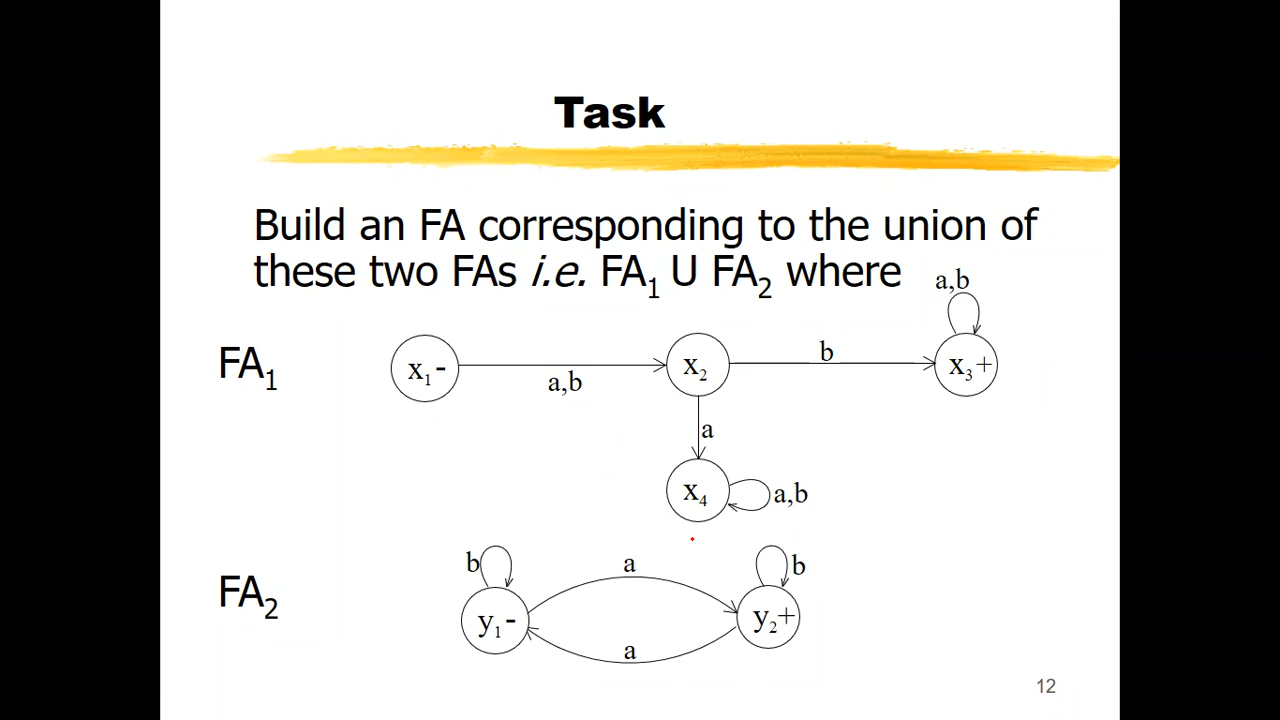 Task
Build an FA corresponding to the union of
these two FAs i.e. FA1 U FA2 where
a,b
FA1
x1-
a,b
x2
b
x3+
a
x4
a,b
FA2
b
a
b
y1-
y2+
a
12